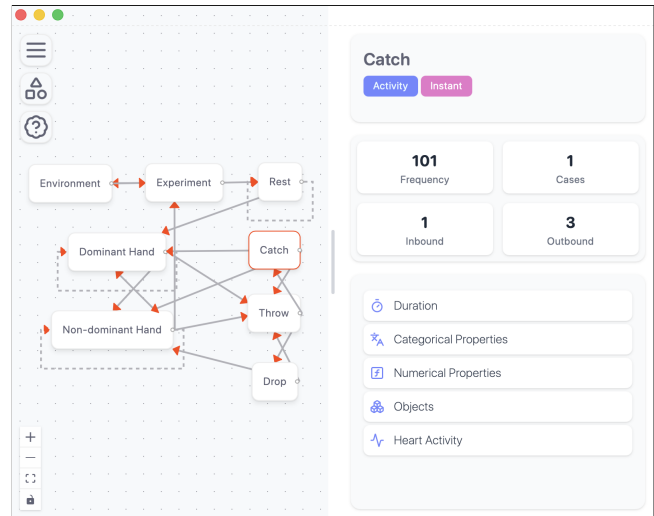 Catch
Activity Instant
101 1
Frequency Cases
1 3
Inbound Outbound
Duration
Categorical Properties
Numerical Properties
Objects
Heart Activity
Environment Experiment Rest
Dominant Hand Catch
Non-dominant Hand Throw
Drop